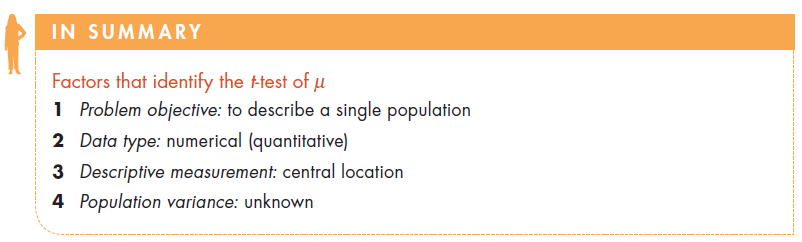 IN SUMMARY
Factors that identify the t-test of μ
1 Problem objective: to describe a single population
2 Data type: numerical (quantitative)
3 Descriptive measurement: central location
4 Population variance: unknown